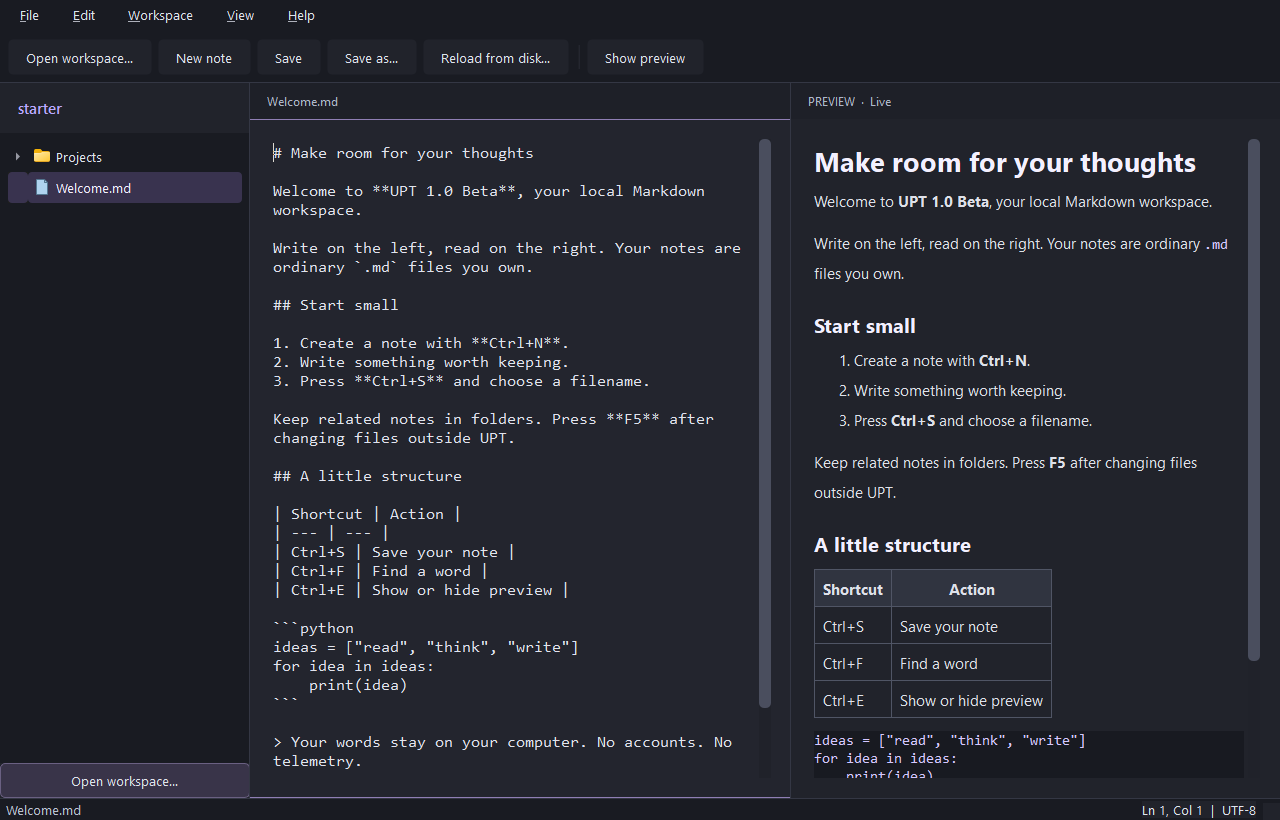 File Edit Workspace View Help
Open workspace... New note Save Save as... Reload from disk... Show preview
starter
Projects
Welcome.md
Open workspace...
Welcome.md
# Make room for your thoughts
Welcome to **UPT 1.0 Beta**, your local Markdown
workspace.
Write on the left, read on the right. Your notes are
ordinary `.md` files you own.
## Start small
1. Create a note with **Ctrl+N**.
2. Write something worth keeping.
3. Press **Ctrl+S** and choose a filename.
Keep related notes in folders. Press **F5** after
changing files outside UPT.
## A little structure
| Shortcut | Action |
| --- | --- |
| Ctrl+S | Save your note |
| Ctrl+F | Find a word |
| Ctrl+E | Show or hide preview |
```python
ideas = ["read", "think", "write"]
for idea in ideas:
    print(idea)
```
> Your words stay on your computer. No accounts. No
telemetry.
PREVIEW · Live
Make room for your thoughts
Welcome to UPT 1.0 Beta, your local Markdown workspace.
Write on the left, read on the right. Your notes are ordinary .md
files you own.
Start small
1. Create a note with Ctrl+N.
2. Write something worth keeping.
3. Press Ctrl+S and choose a filename.
Keep related notes in folders. Press F5 after changing files
outside UPT.
A little structure
Shortcut Action
Ctrl+S Save your note
Ctrl+F Find a word
Ctrl+E Show or hide preview
ideas = ["read", "think", "write"]
for idea in ideas:
    print(idea)
Welcome.md
Ln 1, Col 1 | UTF-8